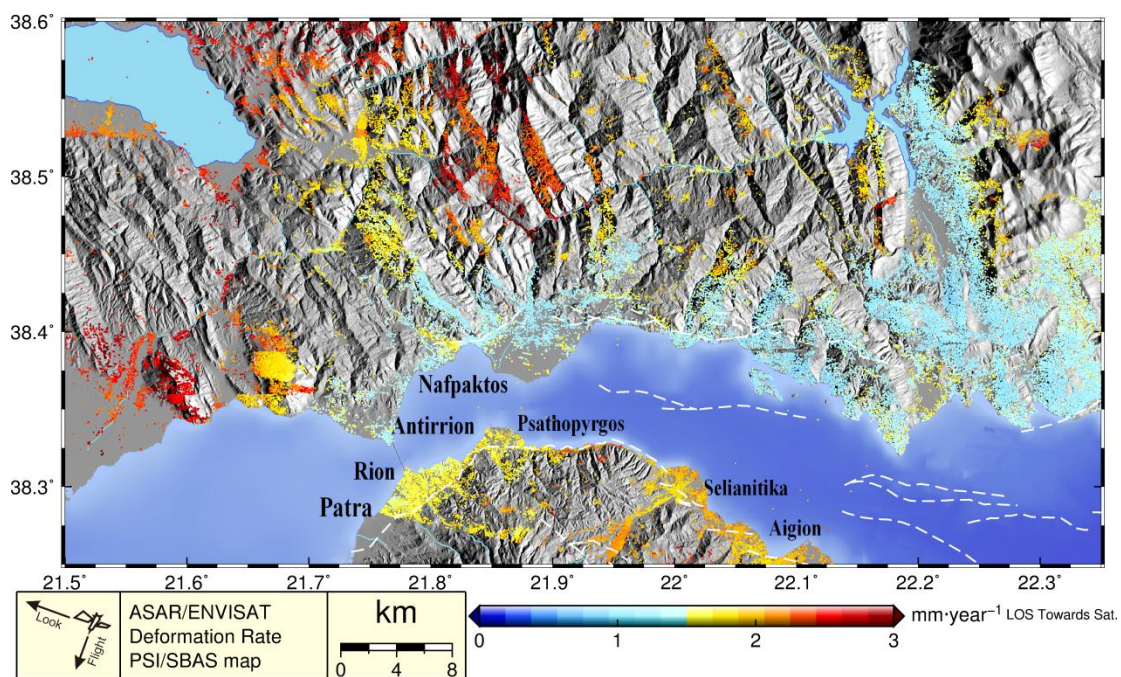 38.6°
38.5°
38.4°
38.3°
Nafpaktos
Antirrion
Psathopyrgos
Rion
Selianitika
Patra
Aigion
21.5° 21.6° 21.7° 21.8° 21.9° 22° 22.1° 22.2° 22.3°
Look
Flight
ASAR/ENVISAT
Deformation Rate
PSI/SBAS map
km
0 4 8
mm·year⁻¹ LOS Towards Sat.
0 1 2 3